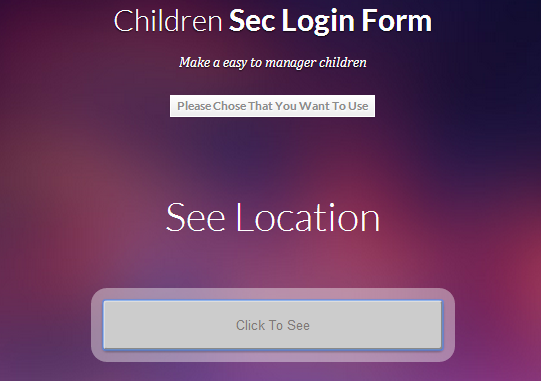 Children Sec Login Form
Make a easy to manager children
Please Chose That You Want To Use
See Location
Click To See